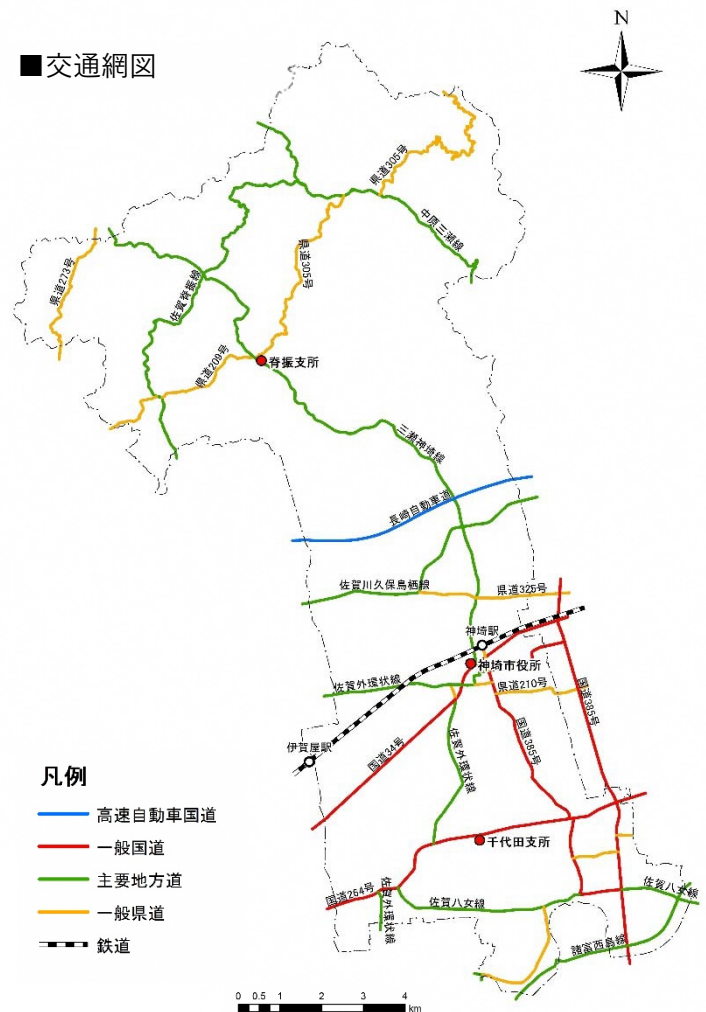 ■交通網図
N
県道305号
中原三瀬線
県道273号
佐賀脊振線
県道305号
県道209号
脊振支所
三瀬神埼線
長崎自動車道
佐賀川久保鳥栖線
県道325号
神埼駅
神埼市役所
佐賀外環状線
県道210号
国道385号
伊賀屋駅
国道34号
佐賀外環状線
国道385号
千代田支所
国道264号
佐賀外環状線
佐賀八女線
佐賀八女線
諸富西島線
凡例
高速自動車国道
一般国道
主要地方道
一般県道
鉄道
0 0.5 1 2 3 4
km